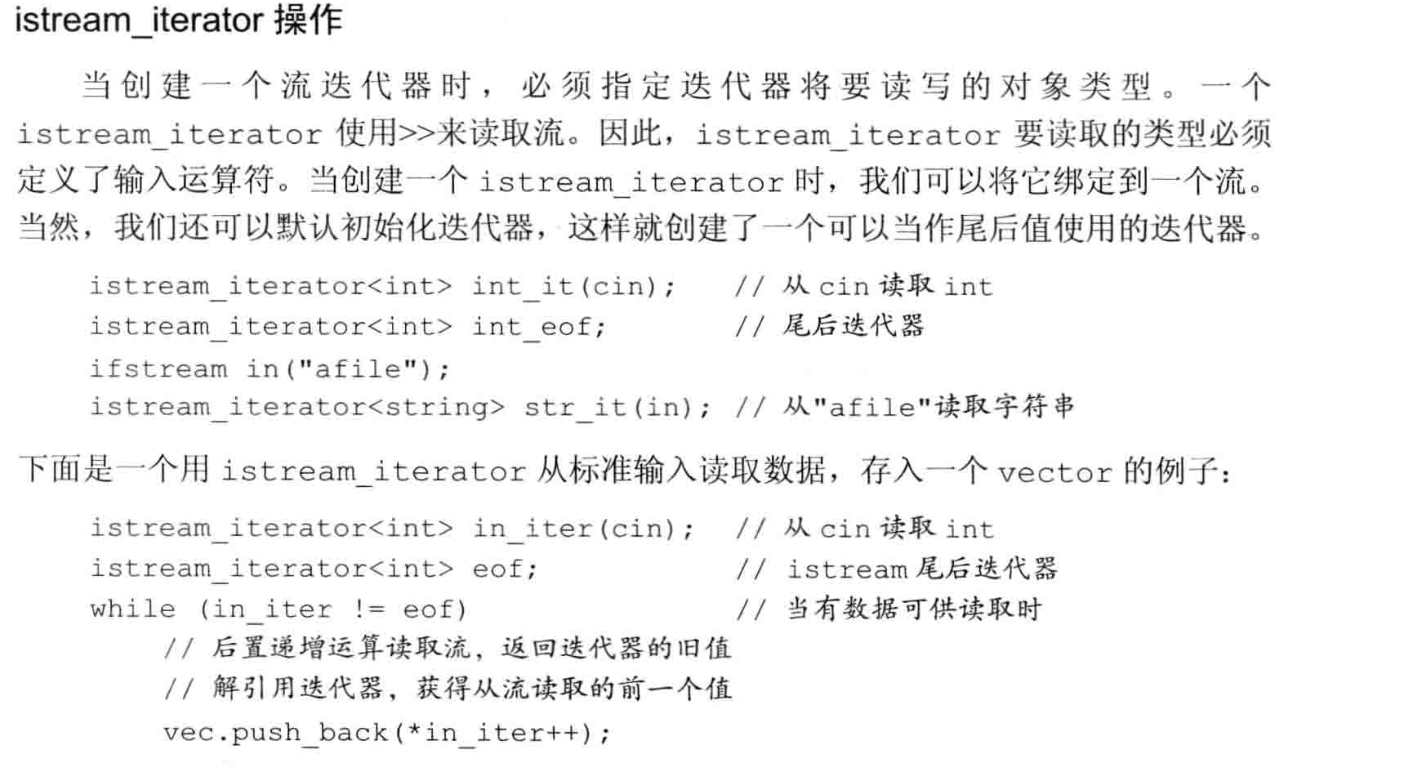 istream_iterator 操作
当创建一个流迭代器时，必须指定迭代器将要读写的对象类型。一个
istream_iterator 使用>>来读取流。因此，istream_iterator 要读取的类型必须
定义了输入运算符。当创建一个 istream_iterator 时，我们可以将它绑定到一个流。
当然，我们还可以默认初始化迭代器，这样就创建了一个可以当作尾后值使用的迭代器。
istream_iterator<int> int_it(cin); // 从 cin 读取 int
istream_iterator<int> int_eof; // 尾后迭代器
ifstream in("afile");
istream_iterator<string> str_it(in); // 从"afile"读取字符串
下面是一个用 istream_iterator 从标准输入读取数据，存入一个 vector 的例子：
istream_iterator<int> in_iter(cin); // 从 cin 读取 int
istream_iterator<int> eof; // istream 尾后迭代器
while (in_iter != eof) // 当有数据可供读取时
// 后置递增运算读取流，返回迭代器的旧值
// 解引用迭代器，获得从流读取的前一个值
vec.push_back(*in_iter++);